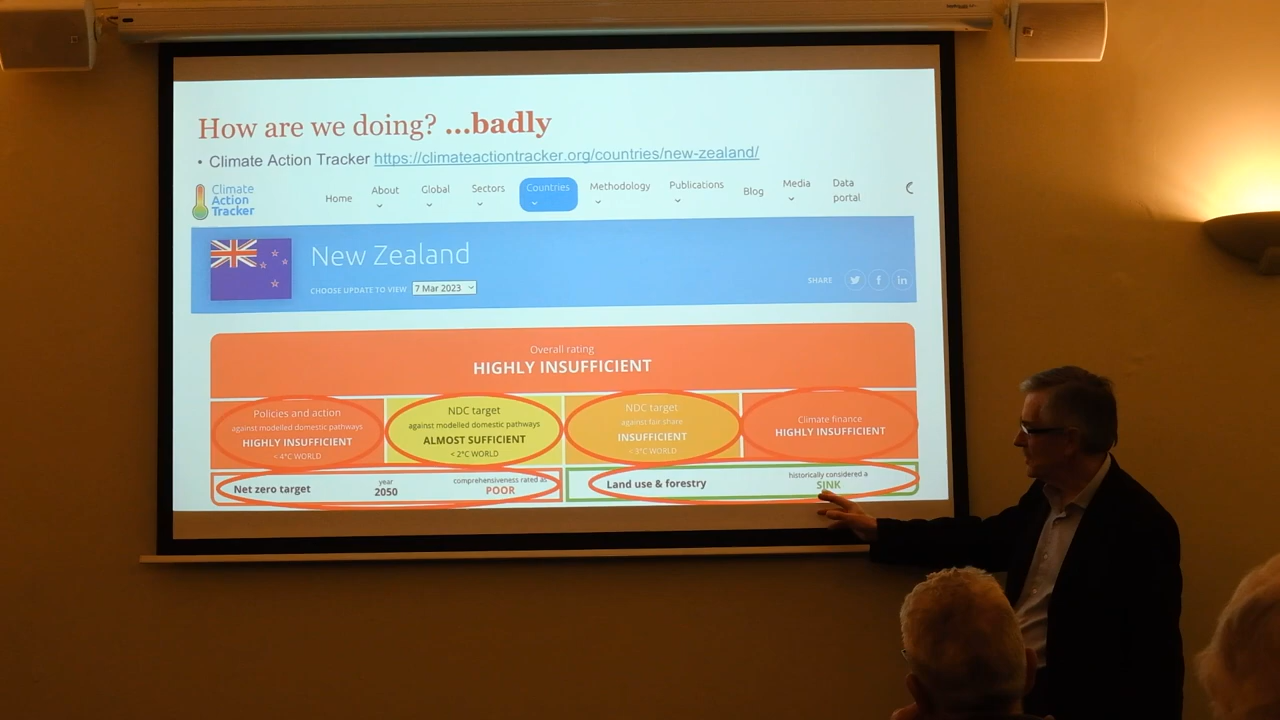 How are we doing? ...badly
• Climate Action Tracker https://climateactiontracker.org/countries/new-zealand/
Climate
Action
Tracker
Home
About
Global
Sectors
Countries
Methodology
Publications
Blog
Media
Data
portal
New Zealand
CHOOSE UPDATE TO VIEW 7 Mar 2023
SHARE
Overall rating
HIGHLY INSUFFICIENT
Policies and action
against modelled domestic pathways
HIGHLY INSUFFICIENT
< 4°C WORLD
NDC target
against modelled domestic pathways
ALMOST SUFFICIENT
< 2°C WORLD
NDC target
against fair share
INSUFFICIENT
< 3°C WORLD
Climate finance
HIGHLY INSUFFICIENT
Net zero target
year
2050
comprehensiveness rated as
POOR
Land use & forestry
historically considered a
SINK